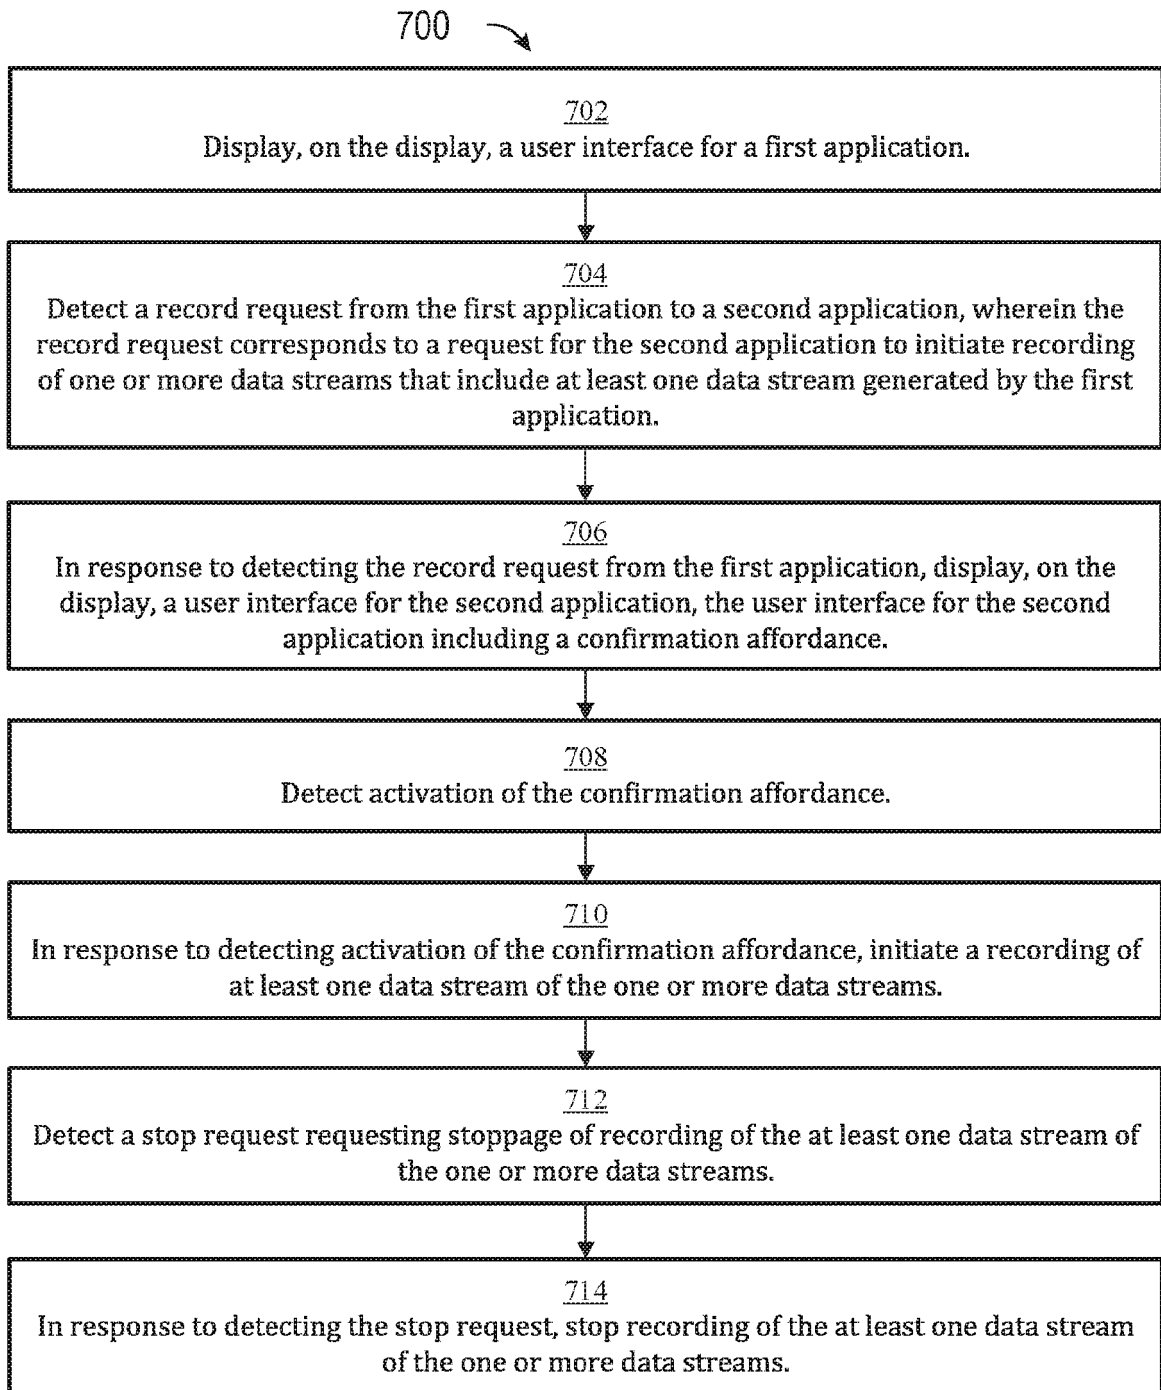 700
702
Display, on the display, a user interface for a first application.
704
Detect a record request from the first application to a second application, wherein the
record request corresponds to a request for the second application to initiate recording
of one or more data streams that include at least one data stream generated by the first
application.
706
In response to detecting the record request from the first application, display, on the
display, a user interface for the second application, the user interface for the second
application including a confirmation affordance.
708
Detect activation of the confirmation affordance.
710
In response to detecting activation of the confirmation affordance, initiate a recording of
at least one data stream of the one or more data streams.
712
Detect a stop request requesting stoppage of recording of the at least one data stream of
the one or more data streams.
714
In response to detecting the stop request, stop recording of the at least one data stream
of the one or more data streams.